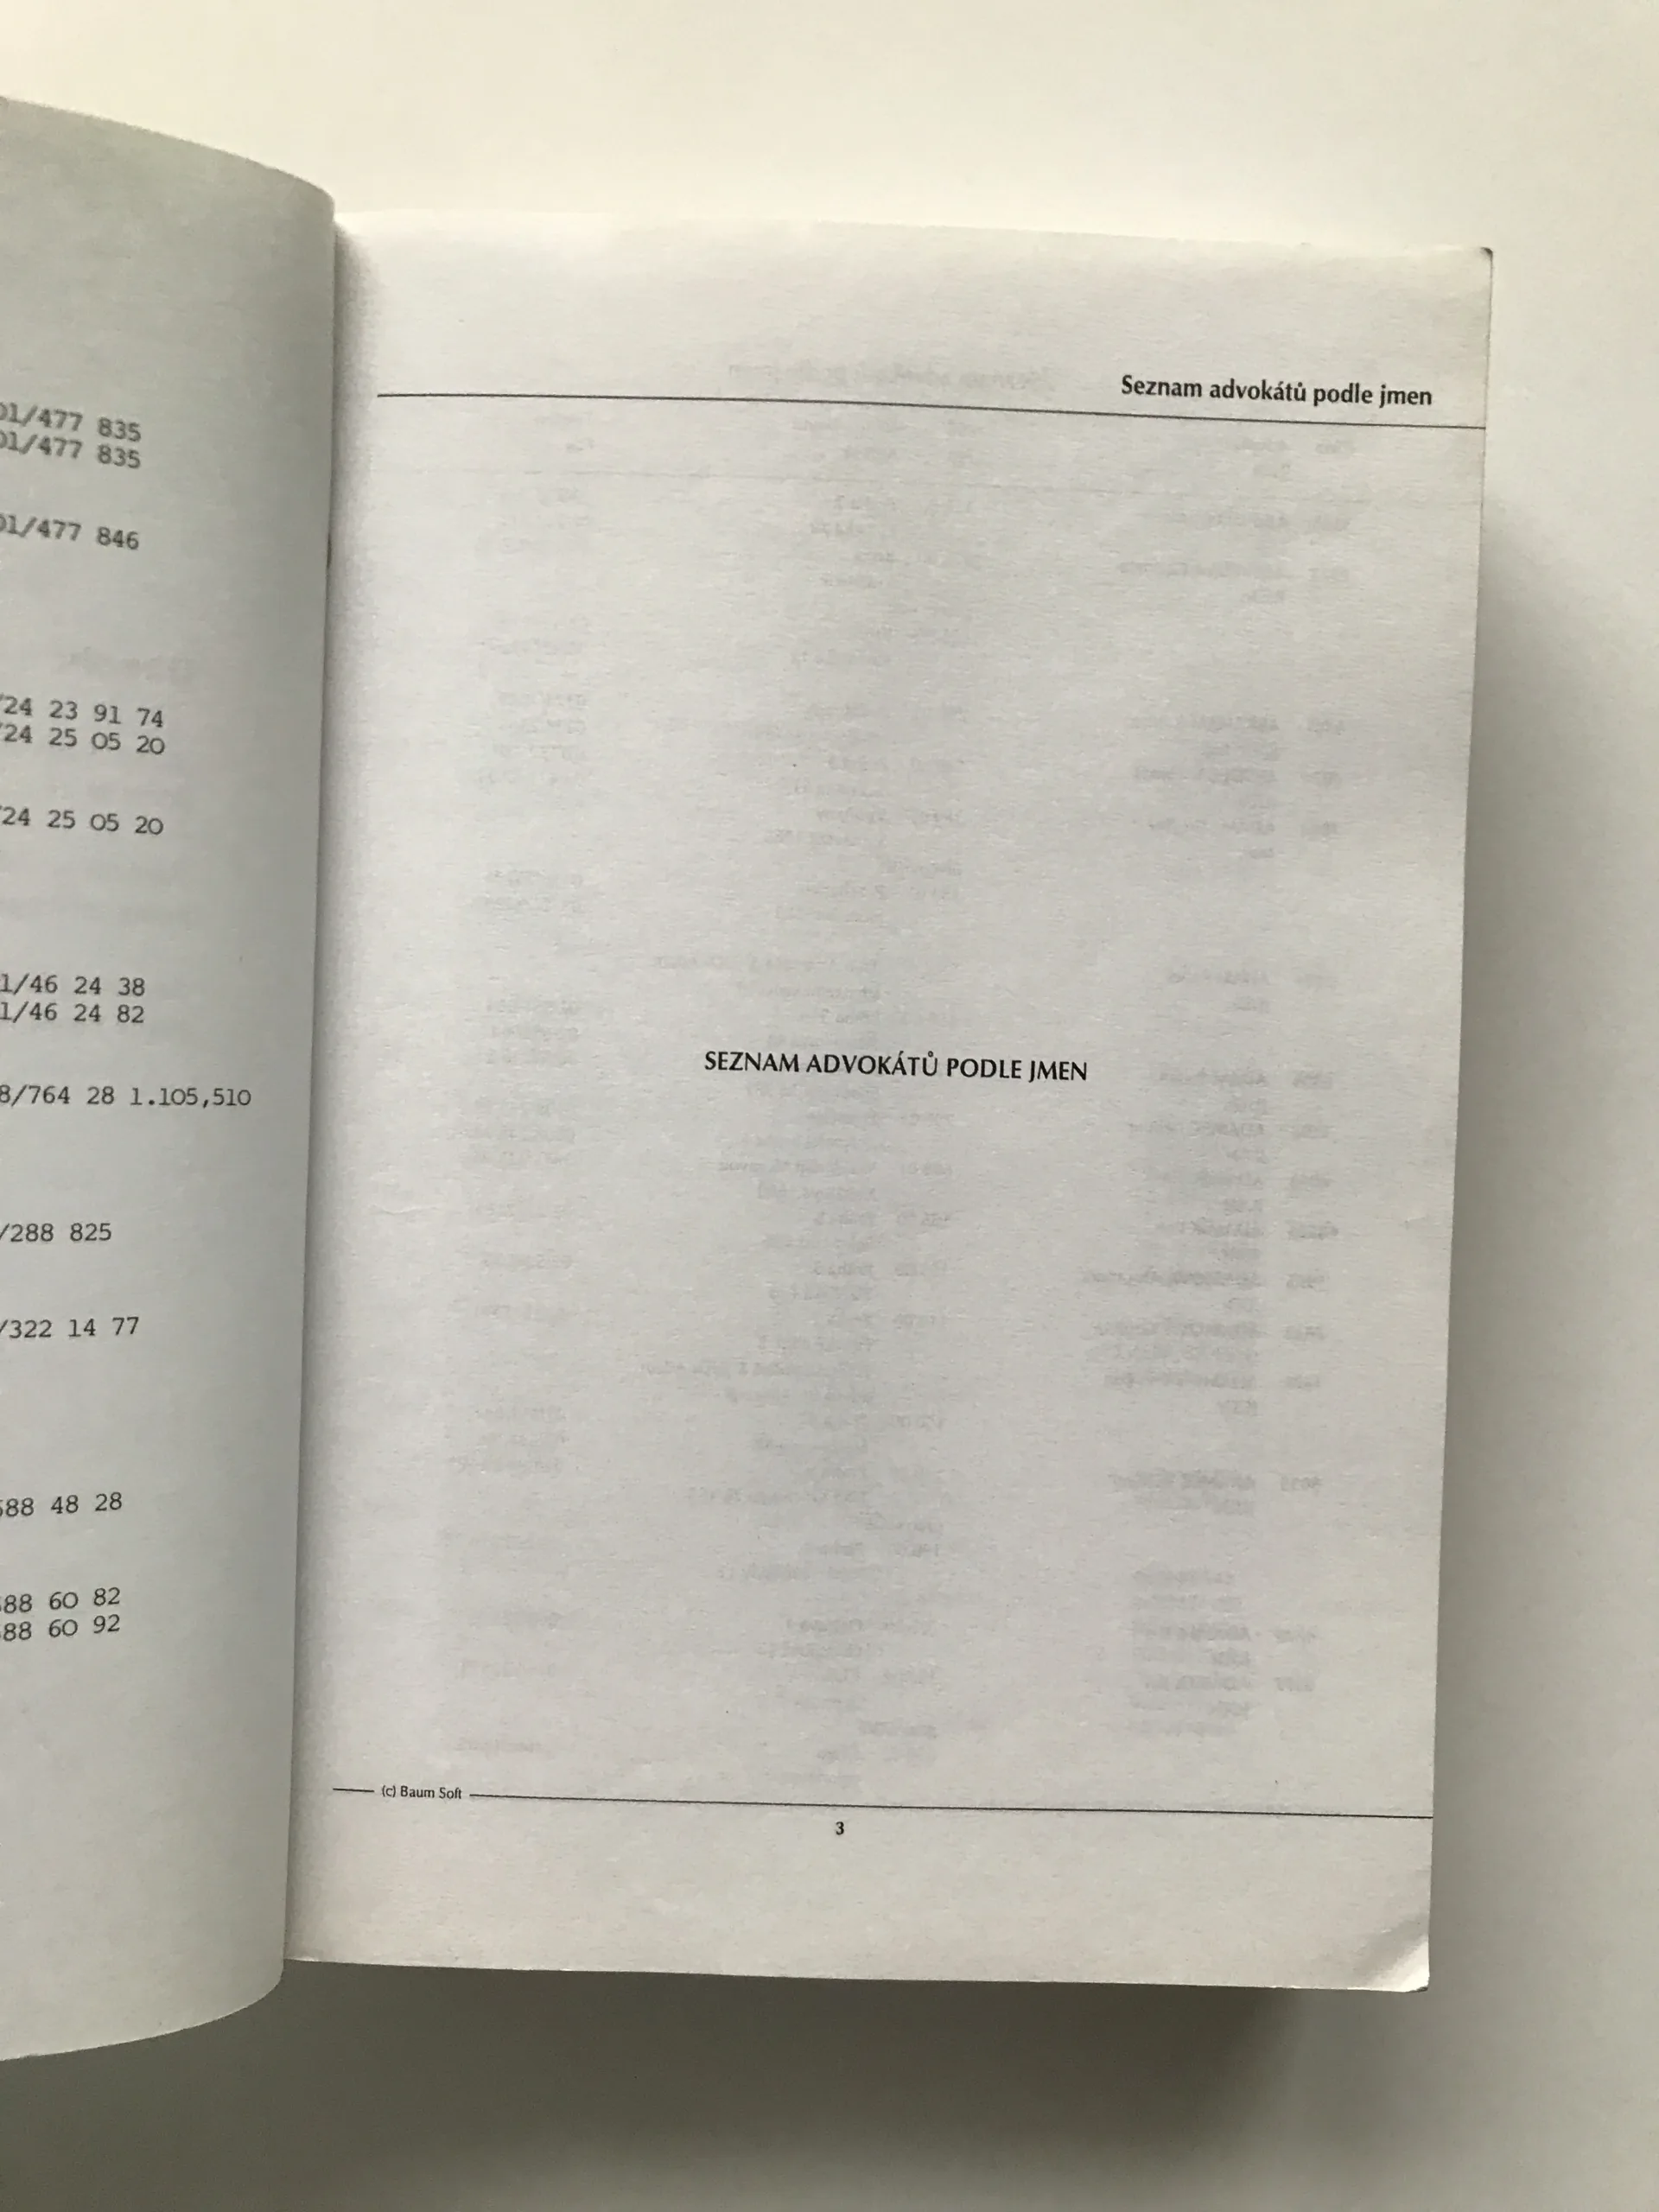 01/477 835
01/477 835
01/477 846
/24 23 91 74
/24 25 05 20
/24 25 05 20
1/46 24 38
1/46 24 82
8/764 28 1.105,510
/288 825
/322 14 77
588 48 28
88 60 82
88 60 92
Seznam advokátů podle jmen
SEZNAM ADVOKÁTŮ PODLE JMEN
(c) Baum Soft
3